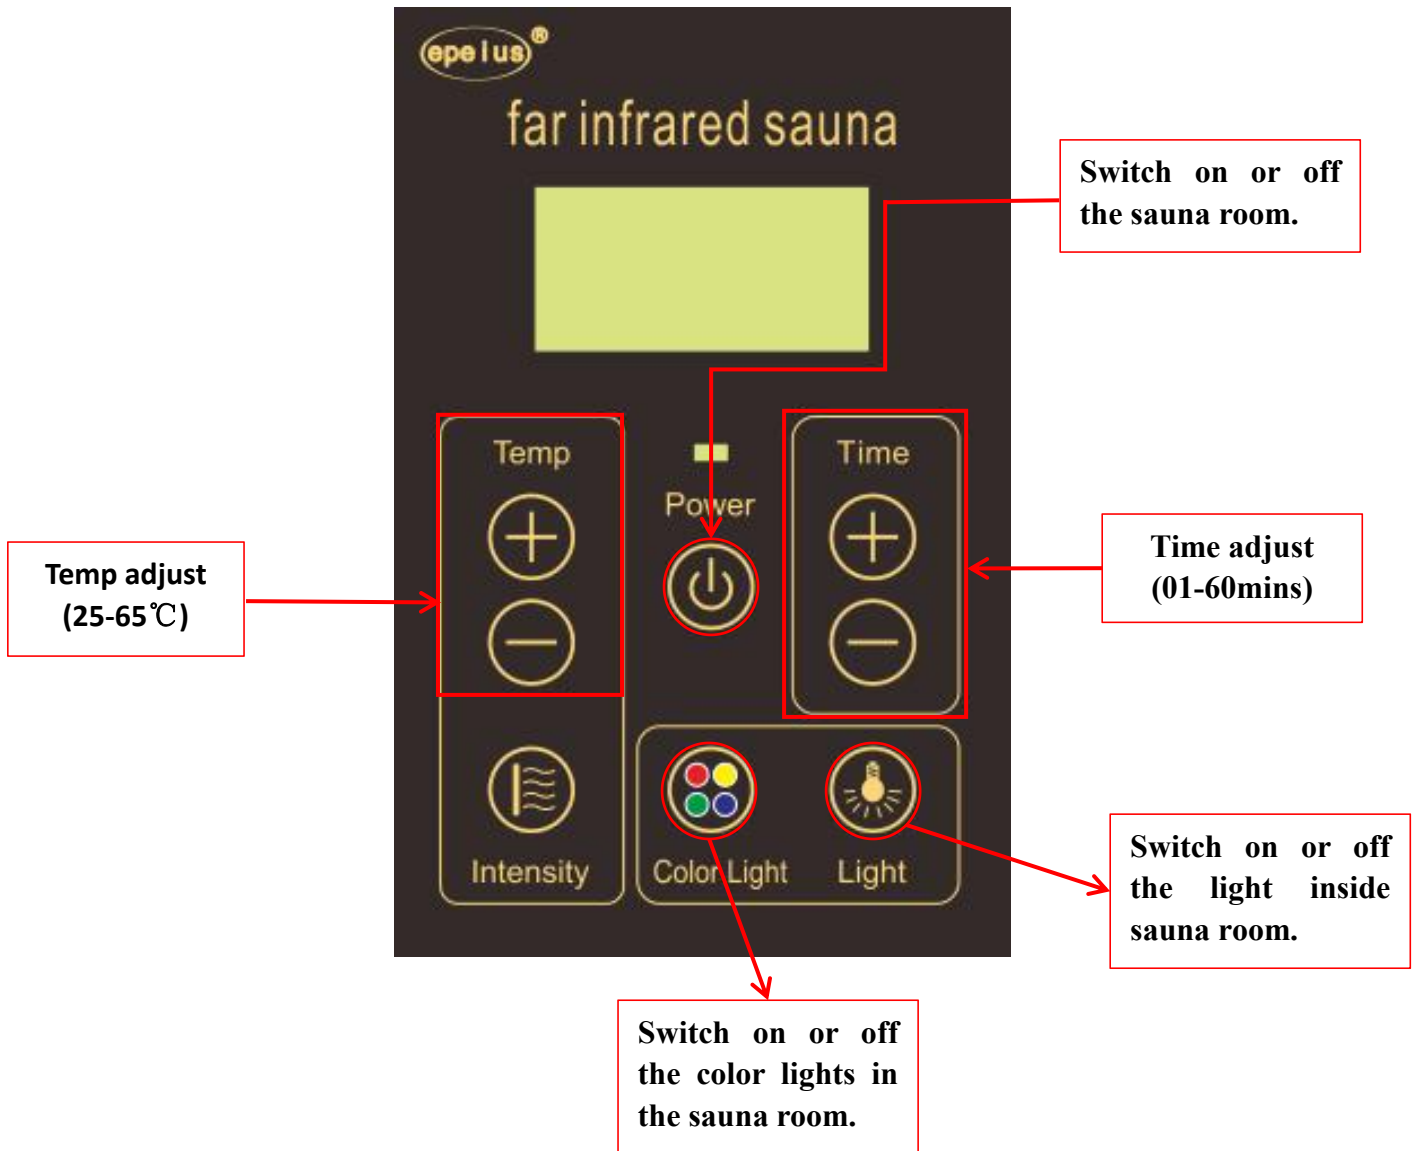 epeius®
far infrared sauna
Switch on or off
the sauna room.
Temp
Power
Time
Temp adjust
(25-65℃)
Time adjust
(01-60mins)
Intensity
Color Light
Light
Switch on or off
the light inside
sauna room.
Switch on or off
the color lights in
the sauna room.